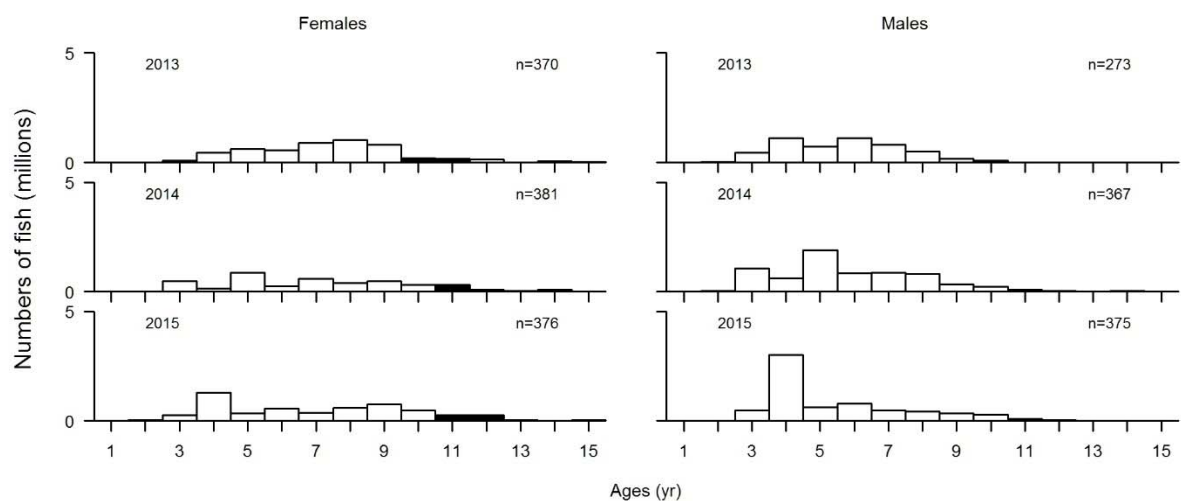 Females
Males
Numbers of fish (millions)
5
0
2013
n=370
2013
n=273
5
0
2014
n=381
2014
n=367
5
0
2015
n=376
2015
n=375
1 3 5 7 9 11 13 15
1 3 5 7 9 11 13 15
Ages (yr)